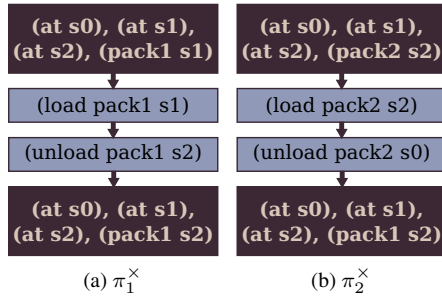 (at s0), (at s1),
(at s2), (pack1 s1)
(load pack1 s1)
(unload pack1 s2)
(at s0), (at s1),
(at s2), (pack1 s2)
(a) π₁ˣ
(at s0), (at s1),
(at s2), (pack2 s2)
(load pack2 s2)
(unload pack2 s0)
(at s0), (at s1),
(at s2), (pack1 s2)
(b) π₂ˣ